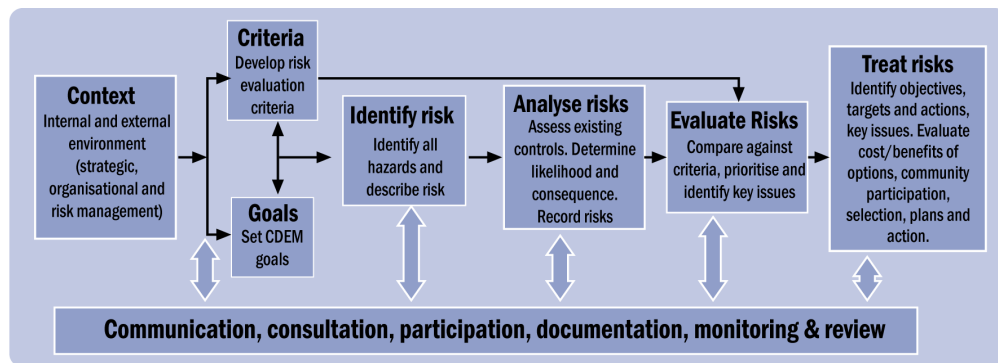 Context
Internal and external
environment
(strategic,
organisational and
risk management)
Criteria
Develop risk
evaluation
criteria
Goals
Set CDEM
goals
Identify risk
Identify all
hazards and
describe risk
Analyse risks
Assess existing
controls. Determine
likelihood and
consequence.
Record risks
Evaluate Risks
Compare against
criteria, prioritise and
identify key issues
Treat risks
Identify objectives,
targets and actions,
key issues. Evaluate
cost/benefits of
options, community
participation,
selection, plans and
action.
Communication, consultation, participation, documentation, monitoring & review